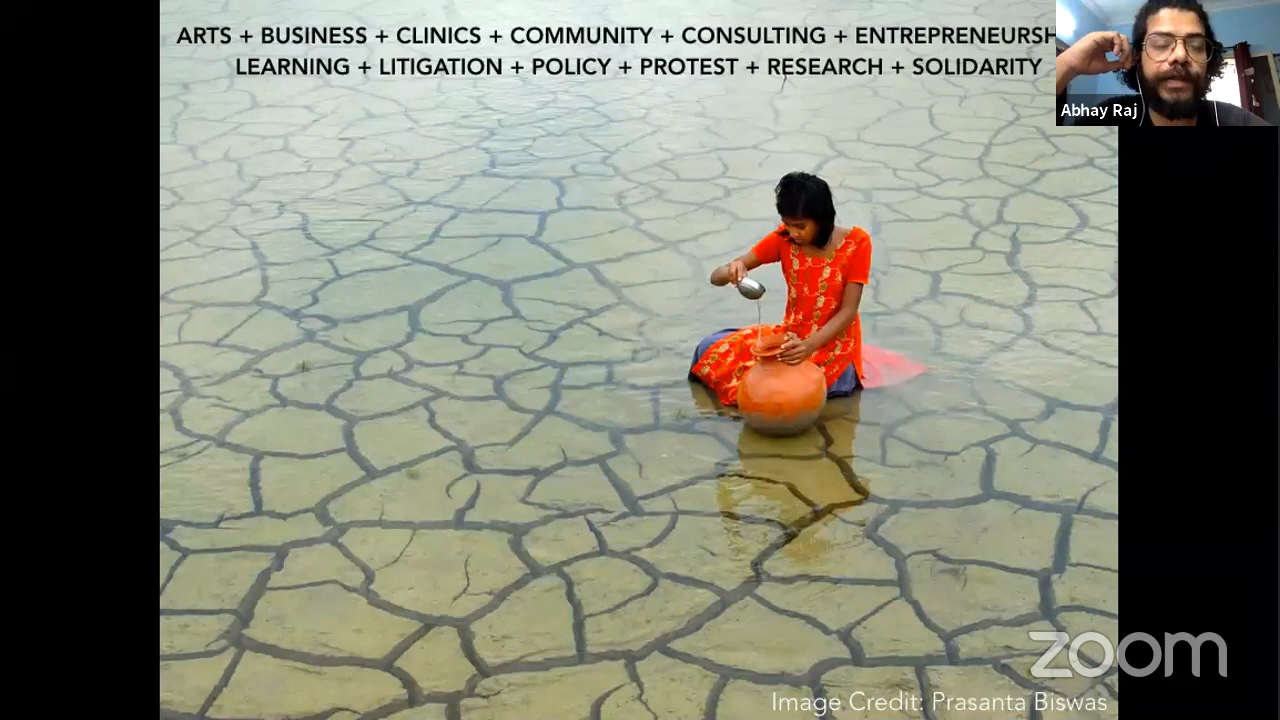 ARTS + BUSINESS + CLINICS + COMMUNITY + CONSULTING + ENTREPRENEURSH
LEARNING + LITIGATION + POLICY + PROTEST + RESEARCH + SOLIDARITY
Abhay Raj
zoom
Image Credit: Prasanta Biswas